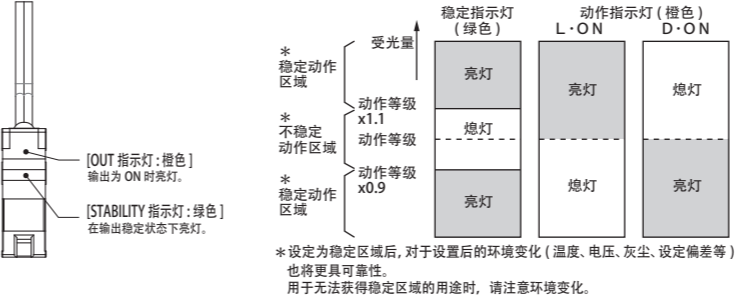 [OUT 指示灯 : 橙色 ]
输出为 ON 时亮灯。
[STABILITY 指示灯 : 绿色 ]
在输出稳定状态下亮灯。
稳定指示灯
( 绿色 )
动作指示灯 ( 橙色 )
L・ON
D・ON
受光量
＊
稳定动作
区域
＊
不稳定
动作区域
＊
稳定动作
区域
动作等级
x1.1
动作等级
动作等级
x0.9
亮灯
熄灯
亮灯
亮灯
熄灯
熄灯
亮灯
＊设定为稳定区域后, 对于设置后的环境变化 ( 温度、电压、灰尘、设定偏差等 )
也将更具可靠性。
用于无法获得稳定区域的用途时，请注意环境变化。